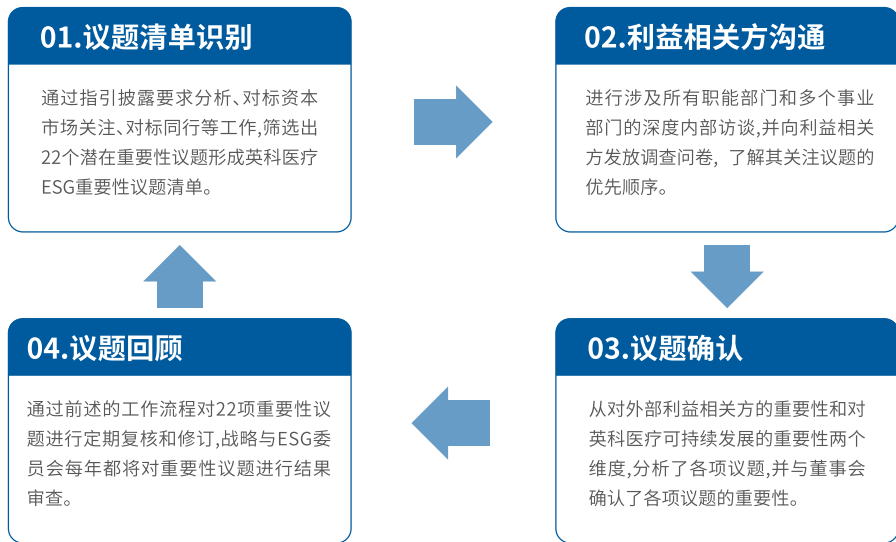 01.议题清单识别
通过指引披露要求分析、对标资本
市场关注、对标同行等工作,筛选出
22个潜在重要性议题形成英科医疗
ESG重要性议题清单。
02.利益相关方沟通
进行涉及所有职能部门和多个事业
部门的深度内部访谈,并向利益相关
方发放调查问卷, 了解其关注议题的
优先顺序。
03.议题确认
从对外部利益相关方的重要性和对
英科医疗可持续发展的重要性两个
维度,分析了各项议题,并与董事会
确认了各项议题的重要性。
04.议题回顾
通过前述的工作流程对22项重要性议
题进行定期复核和修订,战略与ESG委
员会每年都将对重要性议题进行结果
审查。